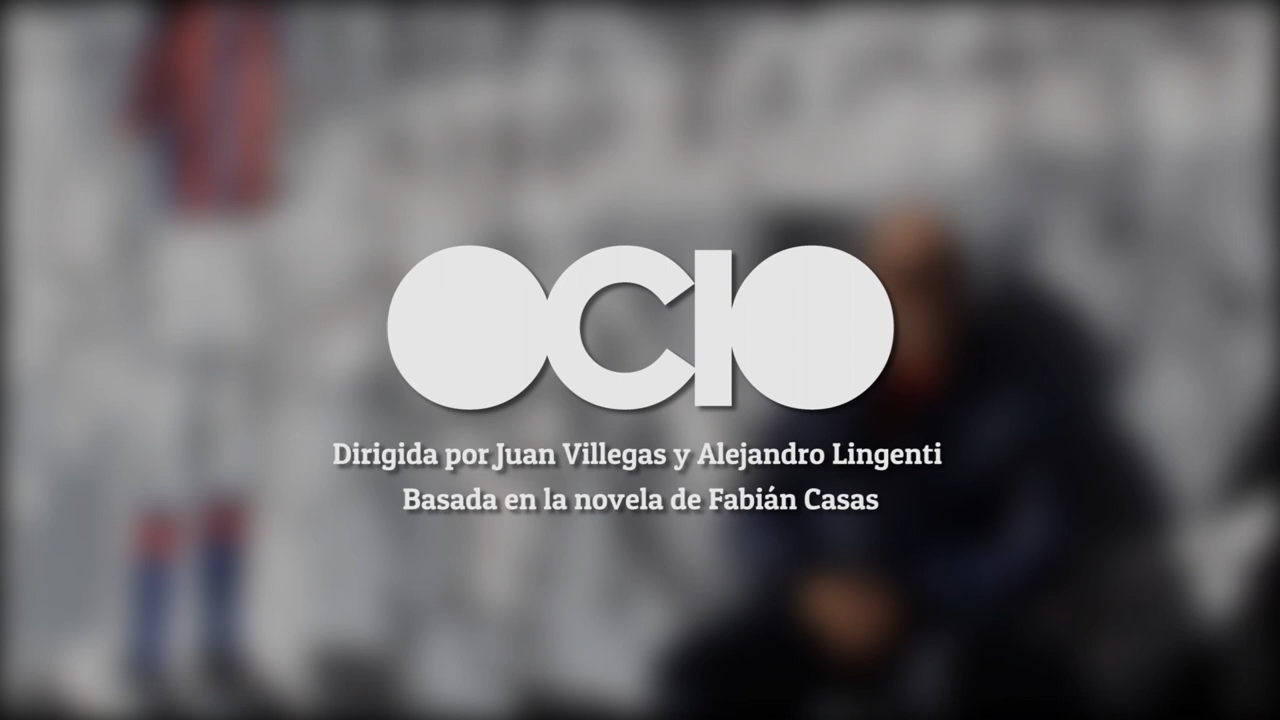 OCIO
Dirigida por Juan Villegas y Alejandro Lingenti
Basada en la novela de Fabián Casas